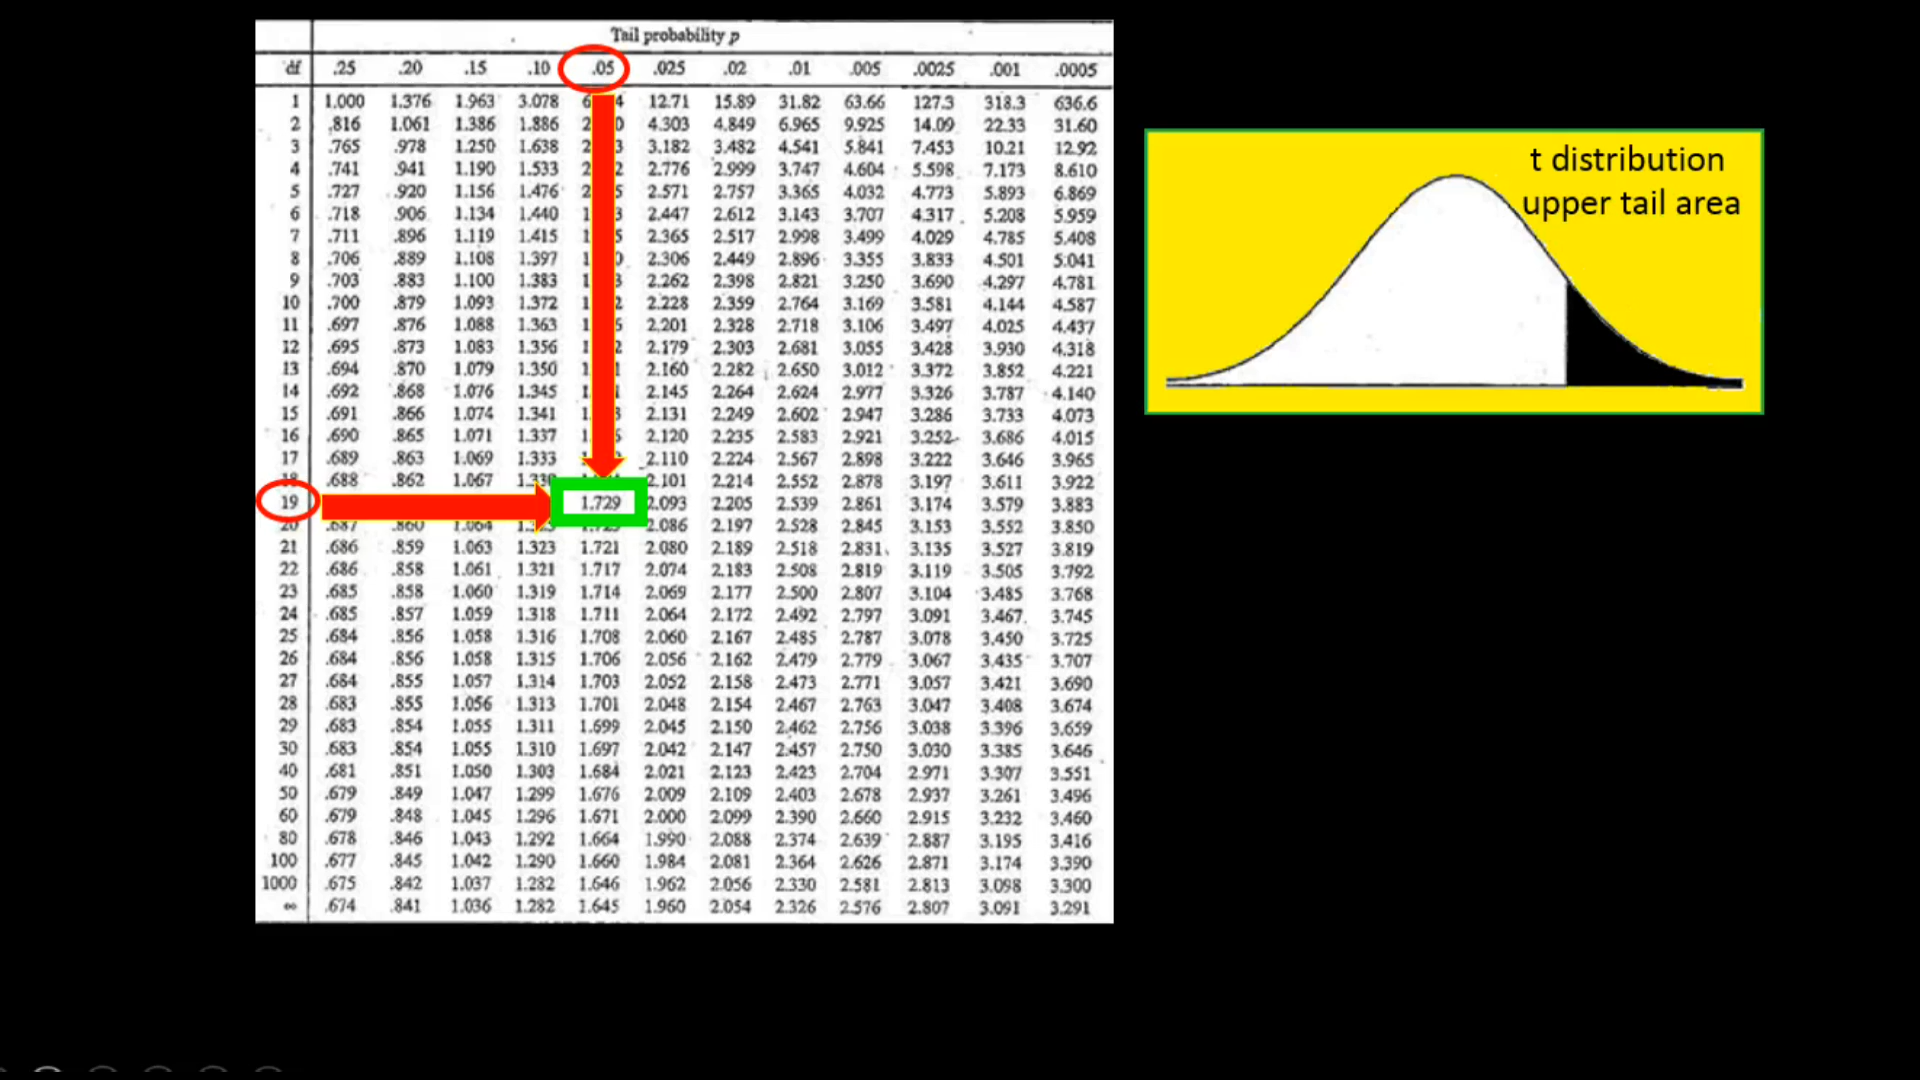 Tail probability p
df .25 .20 .15 .10 .05 .025 .02 .01 .005 .0025 .001 .0005
1 1.000 1.376 1.963 3.078 12.71 15.89 31.82 63.66 127.3 318.3 636.6
2 .816 1.061 1.386 1.886 4.303 4.849 6.965 9.925 14.09 22.33 31.60
3 .765 .978 1.250 1.638 3.182 3.482 4.541 5.841 7.453 10.21 12.92
4 .741 .941 1.190 1.533 2.776 2.999 3.747 4.604 5.598 7.173 8.610
5 .727 .920 1.156 1.476 2.571 2.757 3.365 4.032 4.773 5.893 6.869
6 .718 .906 1.134 1.440 2.447 2.612 3.143 3.707 4.317 5.208 5.959
7 .711 .896 1.119 1.415 2.365 2.517 2.998 3.499 4.029 4.785 5.408
8 .706 .889 1.108 1.397 2.306 2.449 2.896 3.355 3.833 4.501 5.041
9 .703 .883 1.100 1.383 2.262 2.398 2.821 3.250 3.690 4.297 4.781
10 .700 .879 1.093 1.372 2.228 2.359 2.764 3.169 3.581 4.144 4.587
11 .697 .876 1.088 1.363 2.201 2.328 2.718 3.106 3.497 4.025 4.437
12 .695 .873 1.083 1.356 2.179 2.303 2.681 3.055 3.428 3.930 4.318
13 .694 .870 1.079 1.350 2.160 2.282 2.650 3.012 3.372 3.852 4.221
14 .692 .868 1.076 1.345 2.145 2.264 2.624 2.977 3.326 3.787 4.140
15 .691 .866 1.074 1.341 2.131 2.249 2.602 2.947 3.286 3.733 4.073
16 .690 .865 1.071 1.337 2.120 2.235 2.583 2.921 3.252 3.686 4.015
17 .689 .863 1.069 1.333 2.110 2.224 2.567 2.898 3.222 3.646 3.965
18 .688 .862 1.067 1.330 2.101 2.214 2.552 2.878 3.197 3.611 3.922
19 1.729 2.093 2.205 2.539 2.861 3.174 3.579 3.883
20 .687 .860 1.064 1.325 1.725 2.086 2.197 2.528 2.845 3.153 3.552 3.850
21 .686 .859 1.063 1.323 1.721 2.080 2.189 2.518 2.831 3.135 3.527 3.819
22 .686 .858 1.061 1.321 1.717 2.074 2.183 2.508 2.819 3.119 3.505 3.792
23 .685 .858 1.060 1.319 1.714 2.069 2.177 2.500 2.807 3.104 3.485 3.768
24 .685 .857 1.059 1.318 1.711 2.064 2.172 2.492 2.797 3.091 3.467 3.745
25 .684 .856 1.058 1.316 1.708 2.060 2.167 2.485 2.787 3.078 3.450 3.725
26 .684 .856 1.058 1.315 1.706 2.056 2.162 2.479 2.779 3.067 3.435 3.707
27 .684 .855 1.057 1.314 1.703 2.052 2.158 2.473 2.771 3.057 3.421 3.690
28 .683 .855 1.056 1.313 1.701 2.048 2.154 2.467 2.763 3.047 3.408 3.674
29 .683 .854 1.055 1.311 1.699 2.045 2.150 2.462 2.756 3.038 3.396 3.659
30 .683 .854 1.055 1.310 1.697 2.042 2.147 2.457 2.750 3.030 3.385 3.646
40 .681 .851 1.050 1.303 1.684 2.021 2.123 2.423 2.704 2.971 3.307 3.551
50 .679 .849 1.047 1.299 1.676 2.009 2.109 2.403 2.678 2.937 3.261 3.496
60 .679 .848 1.045 1.296 1.671 2.000 2.099 2.390 2.660 2.915 3.232 3.460
80 .678 .846 1.043 1.292 1.664 1.990 2.088 2.374 2.639 2.887 3.195 3.416
100 .677 .845 1.042 1.290 1.660 1.984 2.081 2.364 2.626 2.871 3.174 3.390
1000 .675 .842 1.037 1.282 1.646 1.962 2.056 2.330 2.581 2.813 3.098 3.300
∞ .674 .841 1.036 1.282 1.645 1.960 2.054 2.326 2.576 2.807 3.091 3.291
t distribution
upper tail area